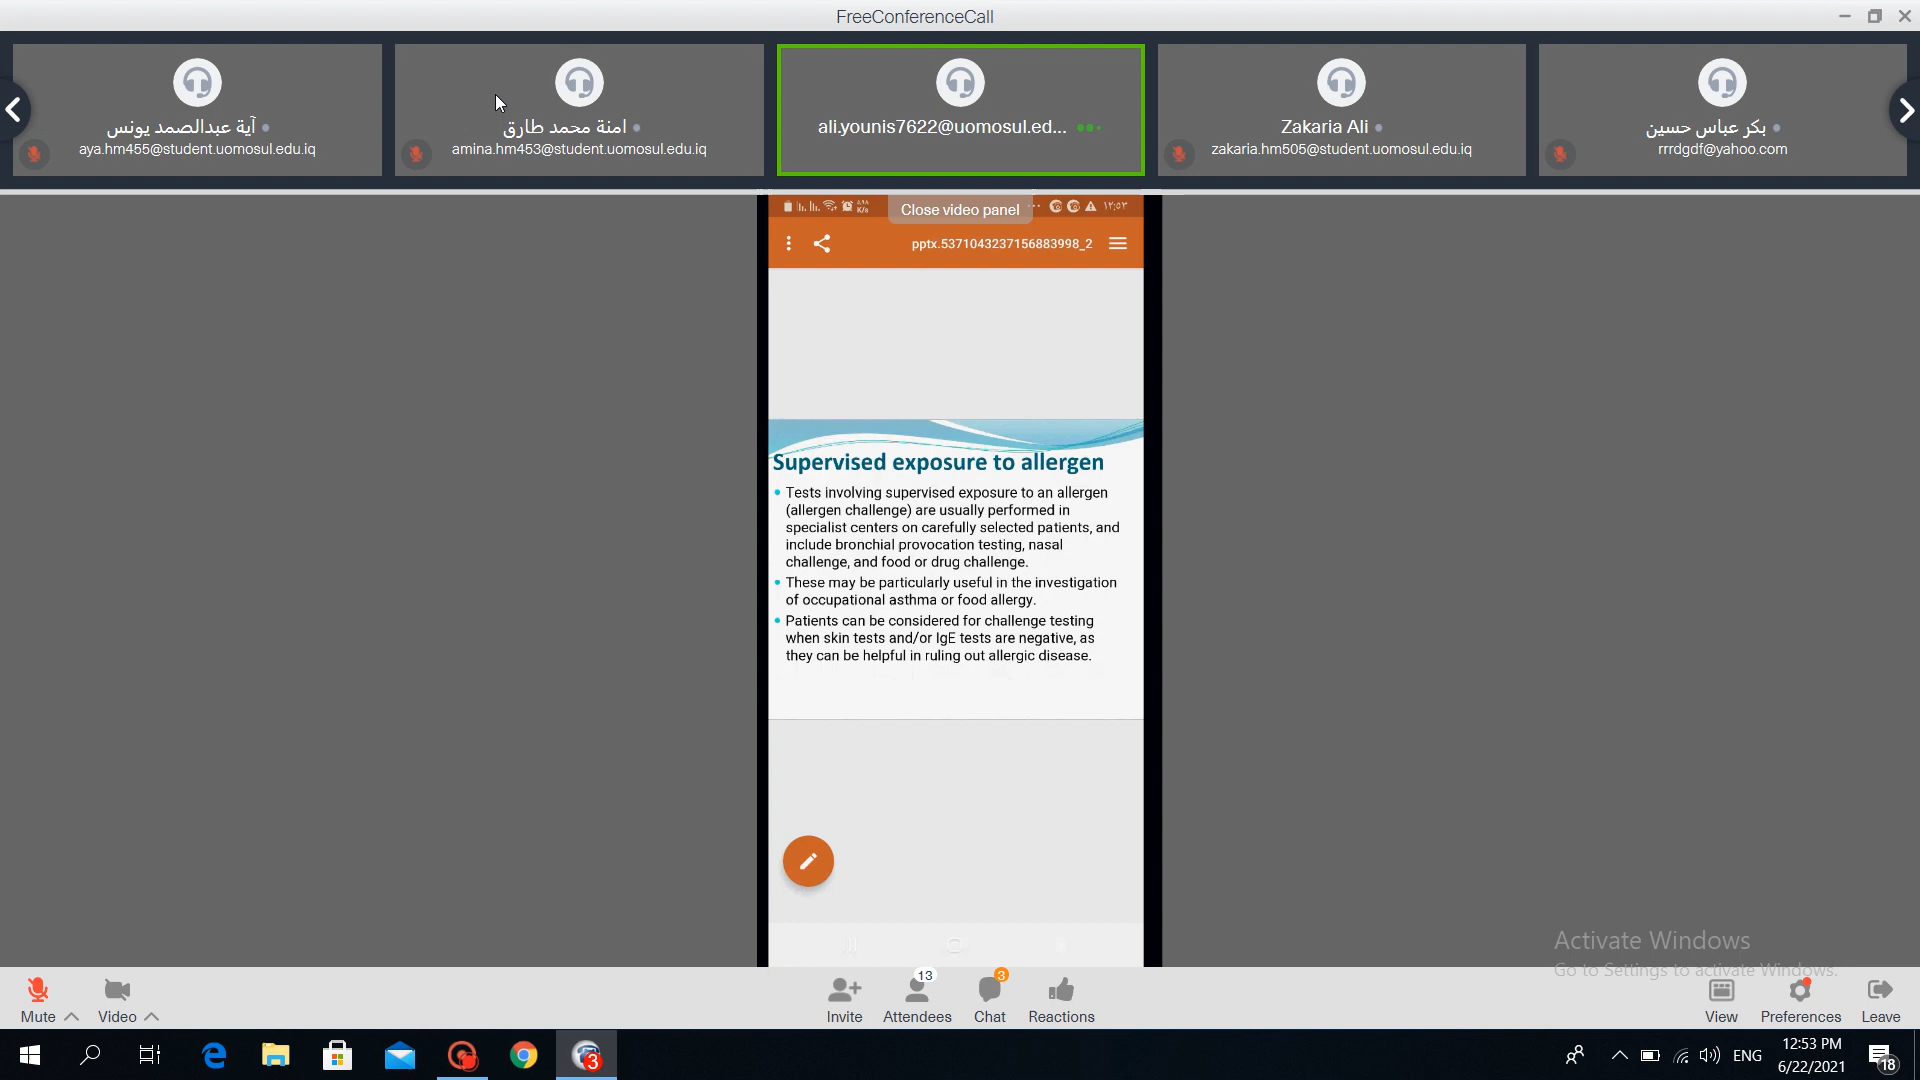 FreeConferenceCall
آية عبدالصمد يونس
aya.hm455@student.uomosul.edu.iq
امنة محمد طارق
amina.hm453@student.uomosul.edu.iq
ali.younis7622@uomosul.ed...
Zakaria Ali
zakaria.hm505@student.uomosul.edu.iq
بكر عباس حسين
rrrdgdf@yahoo.com
Close video panel
١٢:٥٣
K/s
pptx.5371043237156883998_2
Supervised exposure to allergen
• Tests involving supervised exposure to an allergen
(allergen challenge) are usually performed in
specialist centers on carefully selected patients, and
include bronchial provocation testing, nasal
challenge, and food or drug challenge.
• These may be particularly useful in the investigation
of occupational asthma or food allergy.
• Patients can be considered for challenge testing
when skin tests and/or IgE tests are negative, as
they can be helpful in ruling out allergic disease.
Activate Windows
Go to Settings to activate Windows.
Mute
Video
Invite
13
Attendees
3
Chat
Reactions
View
Preferences
Leave
3
ENG
12:53 PM
6/22/2021
18